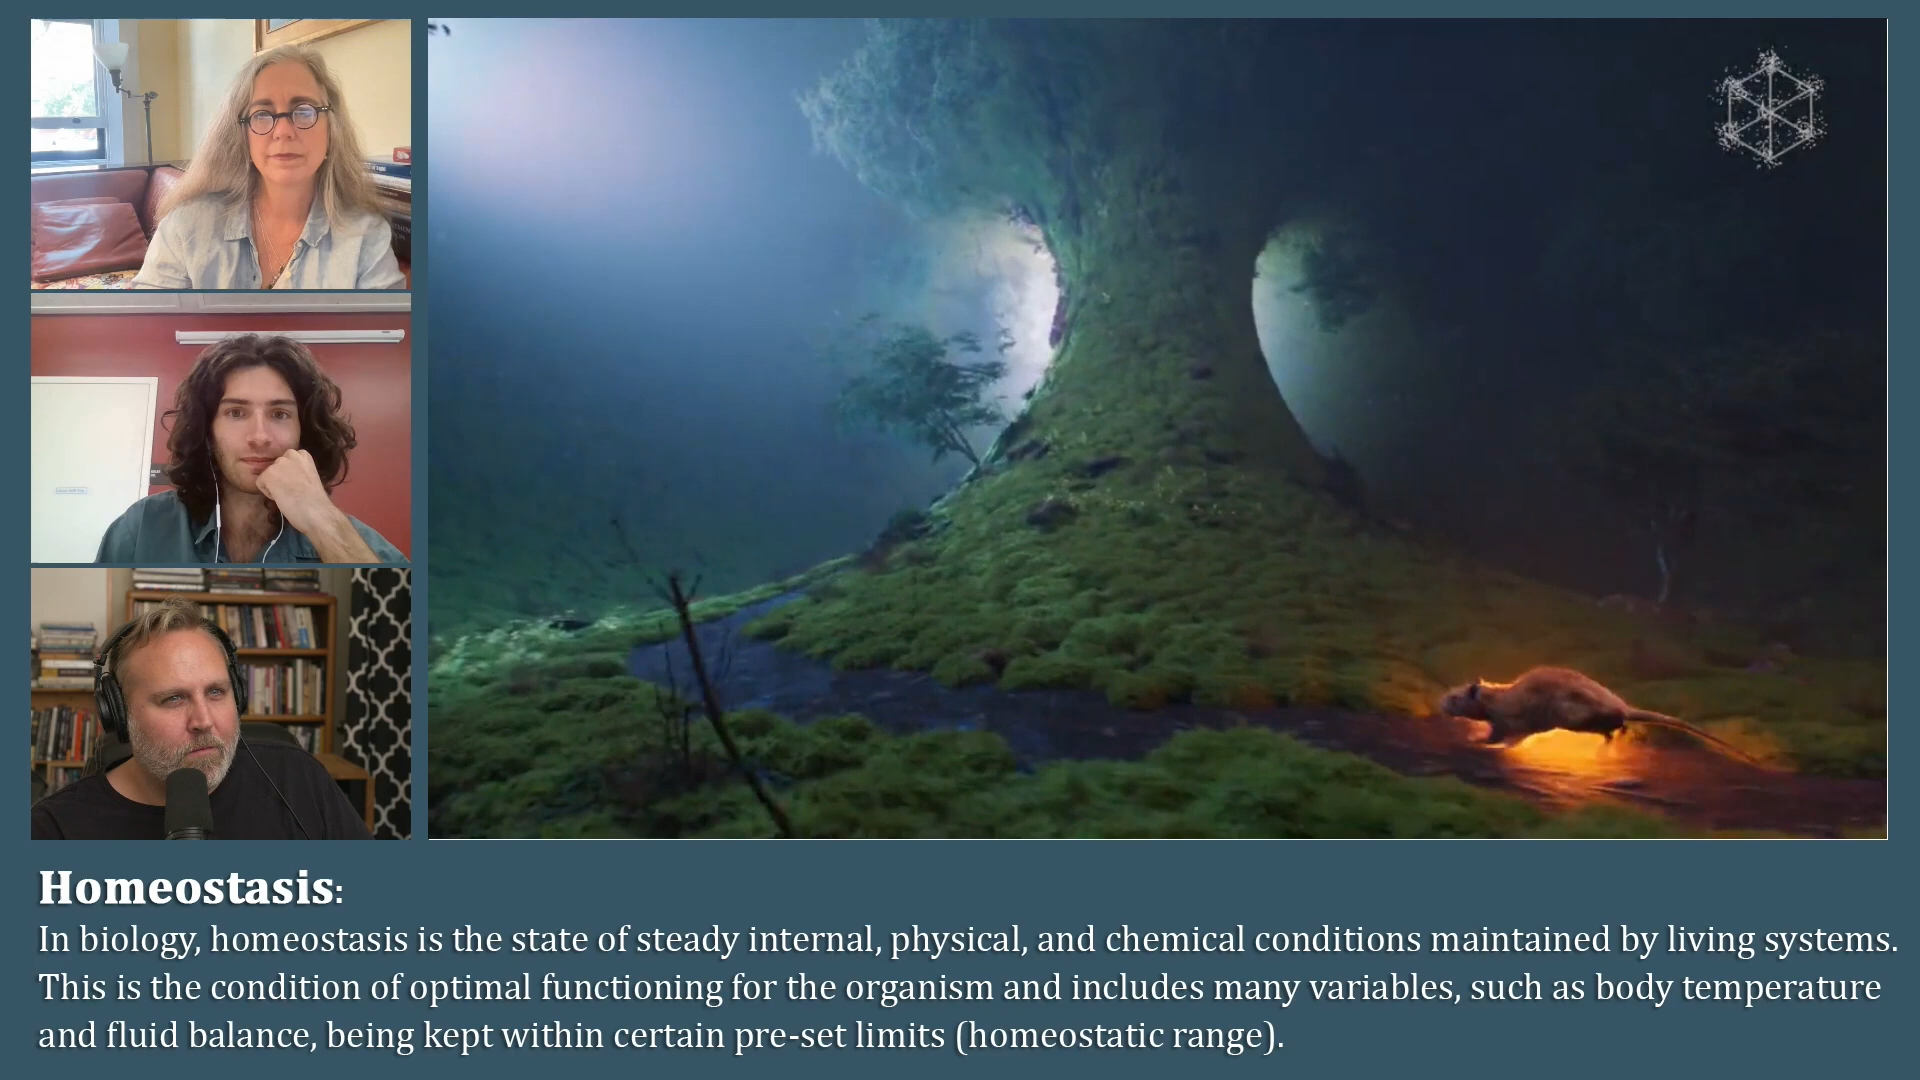 Homeostasis:
In biology, homeostasis is the state of steady internal, physical, and chemical conditions maintained by living systems.
This is the condition of optimal functioning for the organism and includes many variables, such as body temperature
and fluid balance, being kept within certain pre-set limits (homeostatic range).